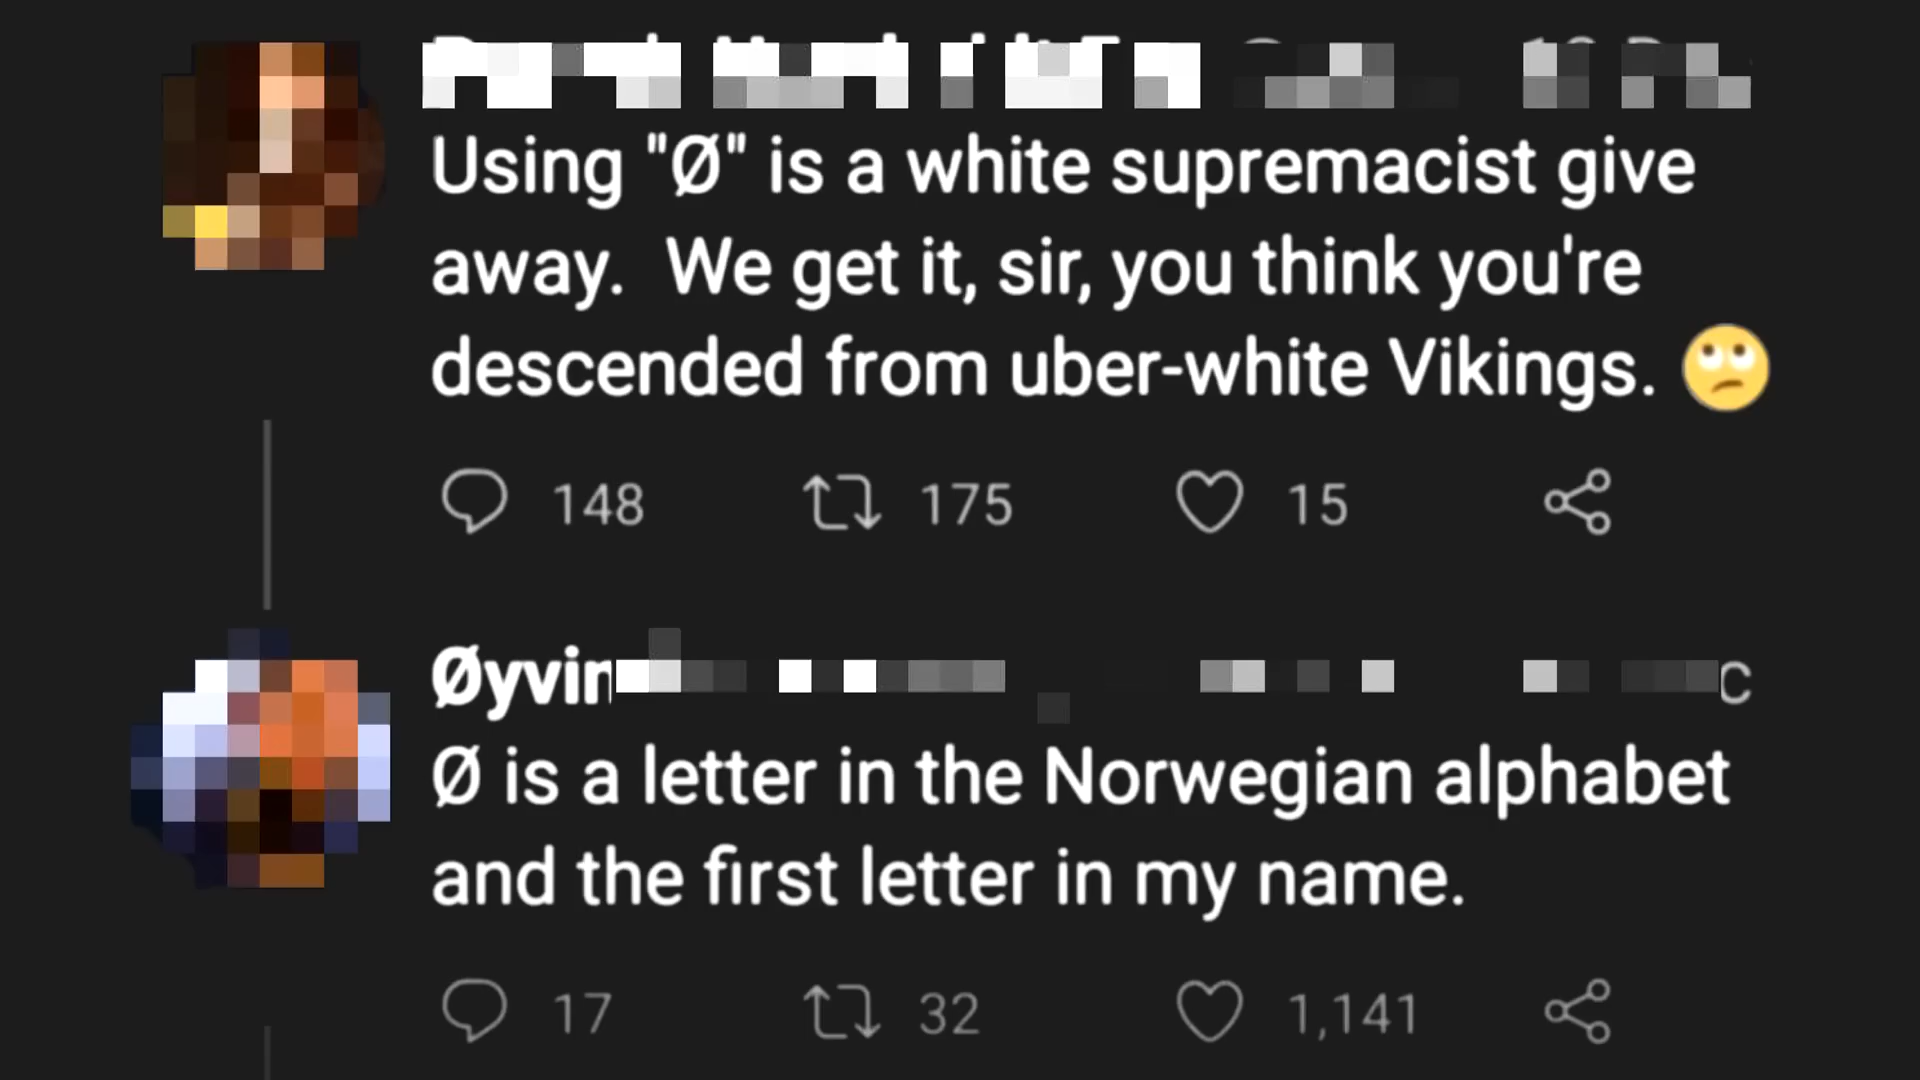 Using "Ø" is a white supremacist give
away. We get it, sir, you think you're
descended from uber-white Vikings. 🙄
148 175 15
Ø is a letter in the Norwegian alphabet
and the first letter in my name.
17 32 1,141